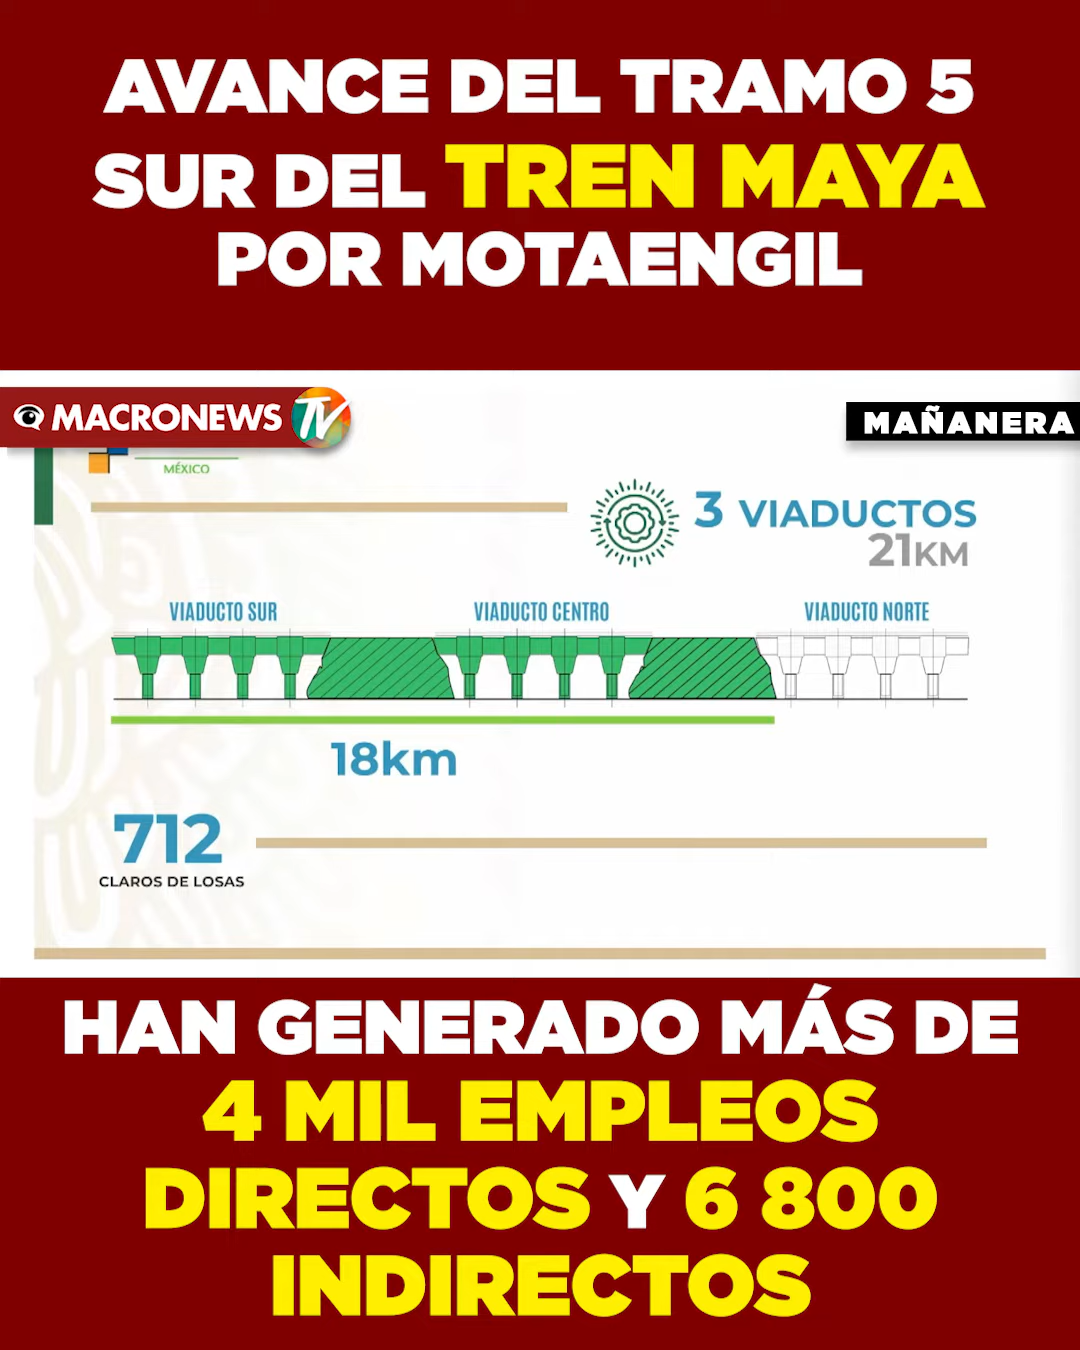 AVANCE DEL TRAMO 5
SUR DEL TREN MAYA
POR MOTAENGIL
MACRONEWS TV
MAÑANERA
MÉXICO
3 VIADUCTOS
21KM
VIADUCTO SUR
VIADUCTO CENTRO
VIADUCTO NORTE
18km
712
CLAROS DE LOSAS
HAN GENERADO MÁS DE
4 MIL EMPLEOS
DIRECTOS Y 6 800
INDIRECTOS